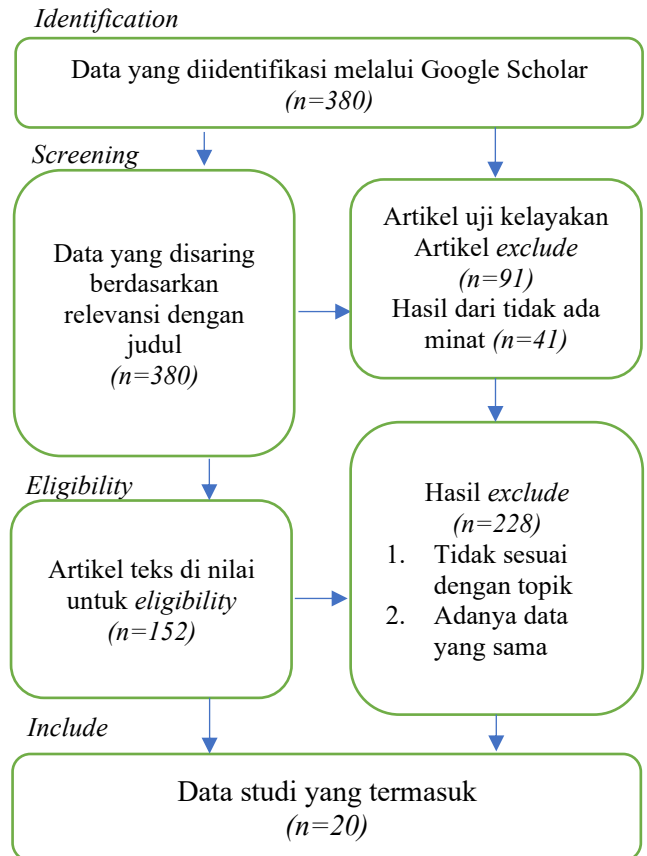 Identification
Data yang diidentifikasi melalui Google Scholar
(n=380)
Screening
Data yang disaring
berdasarkan
relevansi dengan
judul
(n=380)
Artikel uji kelayakan
Artikel exclude
(n=91)
Hasil dari tidak ada
minat (n=41)
Eligibility
Artikel teks di nilai
untuk eligibility
(n=152)
Hasil exclude
(n=228)
1. Tidak sesuai
dengan topik
2. Adanya data
yang sama
Include
Data studi yang termasuk
(n=20)